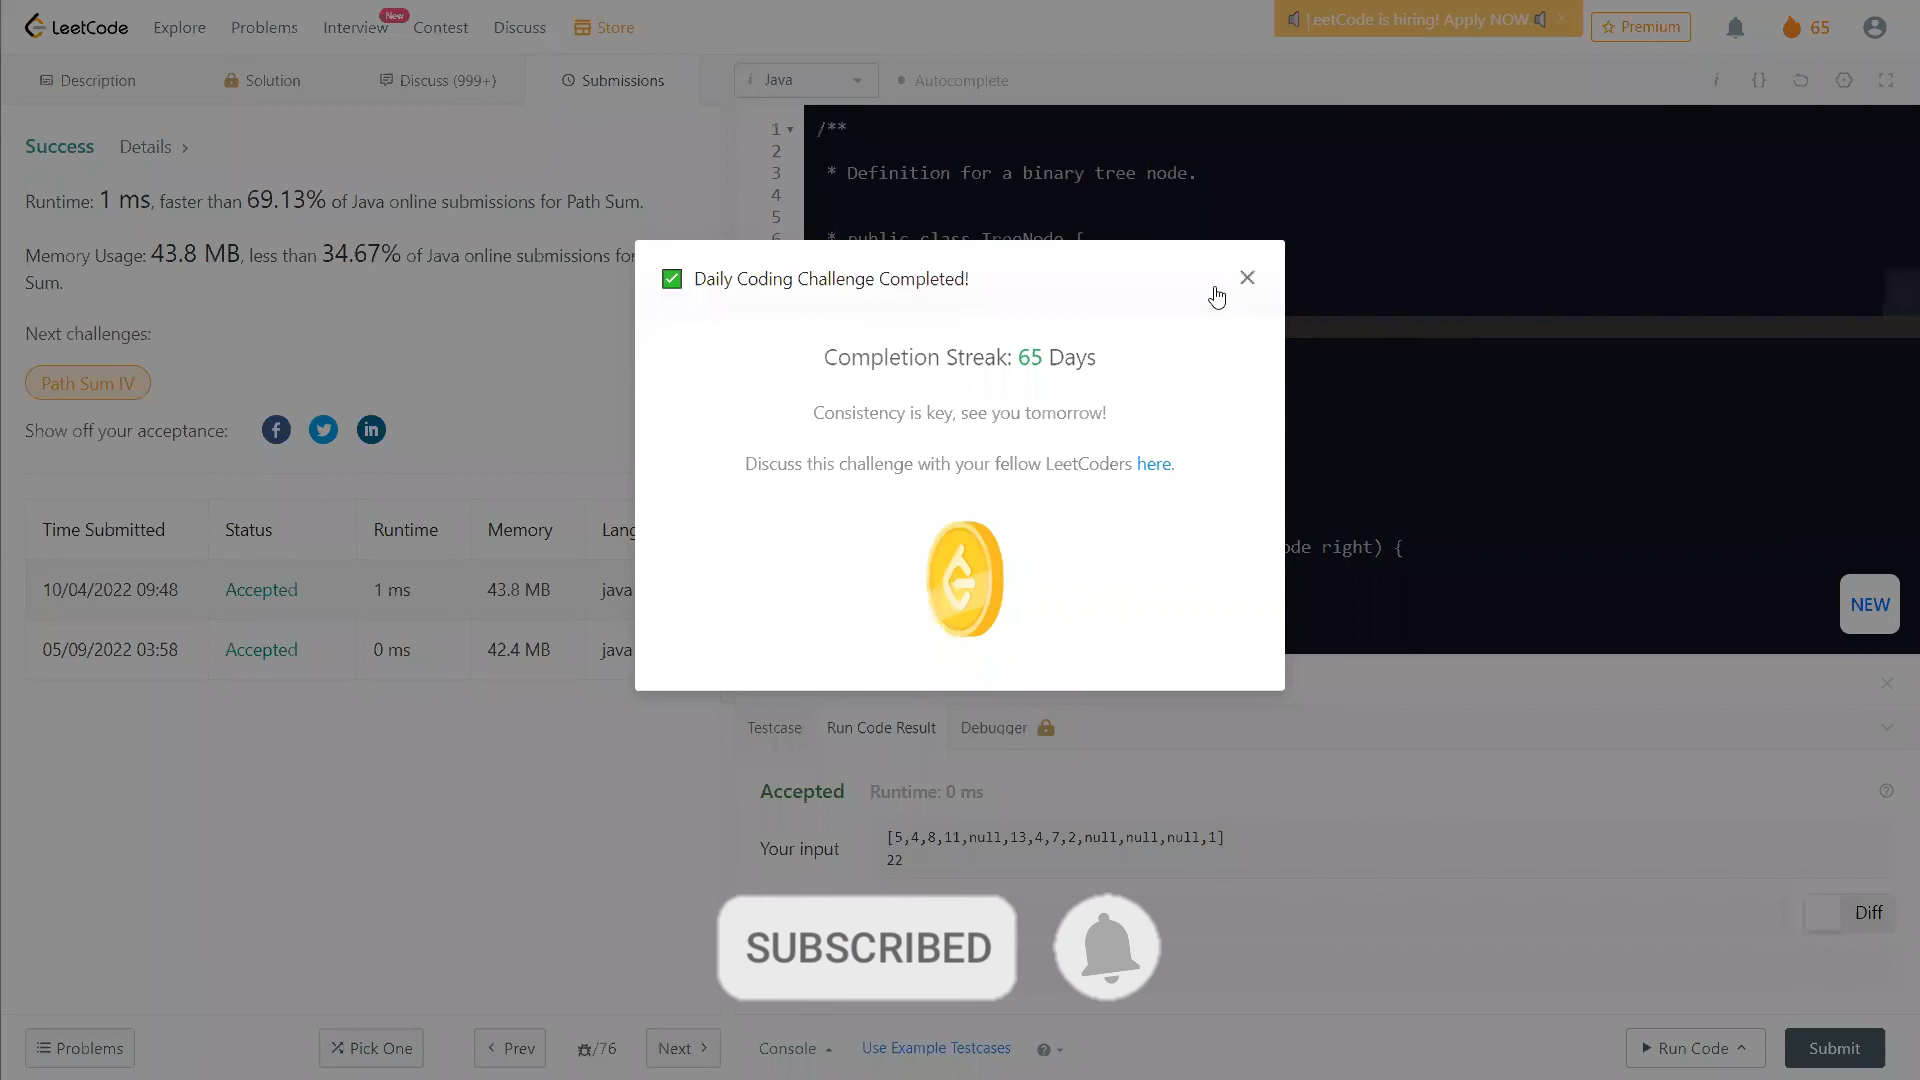 LeetCode
Explore
Problems
Interview
New
Contest
Discuss
Store
LeetCode is hiring! Apply NOW.
Premium
65
Description
Solution
Discuss (999+)
Submissions
i Java
Autocomplete
Success
Details >
Runtime: 1 ms, faster than 69.13% of Java online submissions for Path Sum.
Memory Usage: 43.8 MB, less than 34.67% of Java online submissions for
Sum.
Next challenges:
Path Sum IV
Show off your acceptance:
Time Submitted Status Runtime Memory Lang
10/04/2022 09:48 Accepted 1 ms 43.8 MB java
05/09/2022 03:58 Accepted 0 ms 42.4 MB java
1 /**
2
3 * Definition for a binary tree node.
4
5
6 * public class TreeNode {
Daily Coding Challenge Completed!
Completion Streak: 65 Days
Consistency is key, see you tomorrow!
Discuss this challenge with your fellow LeetCoders here.
ode right) {
NEW
Testcase
Run Code Result
Debugger
Accepted
Runtime: 0 ms
Your input
[5,4,8,11,null,13,4,7,2,null,null,null,1]
22
Diff
SUBSCRIBED
Problems
Pick One
< Prev
/76
Next >
Console
Use Example Testcases
Run Code
Submit